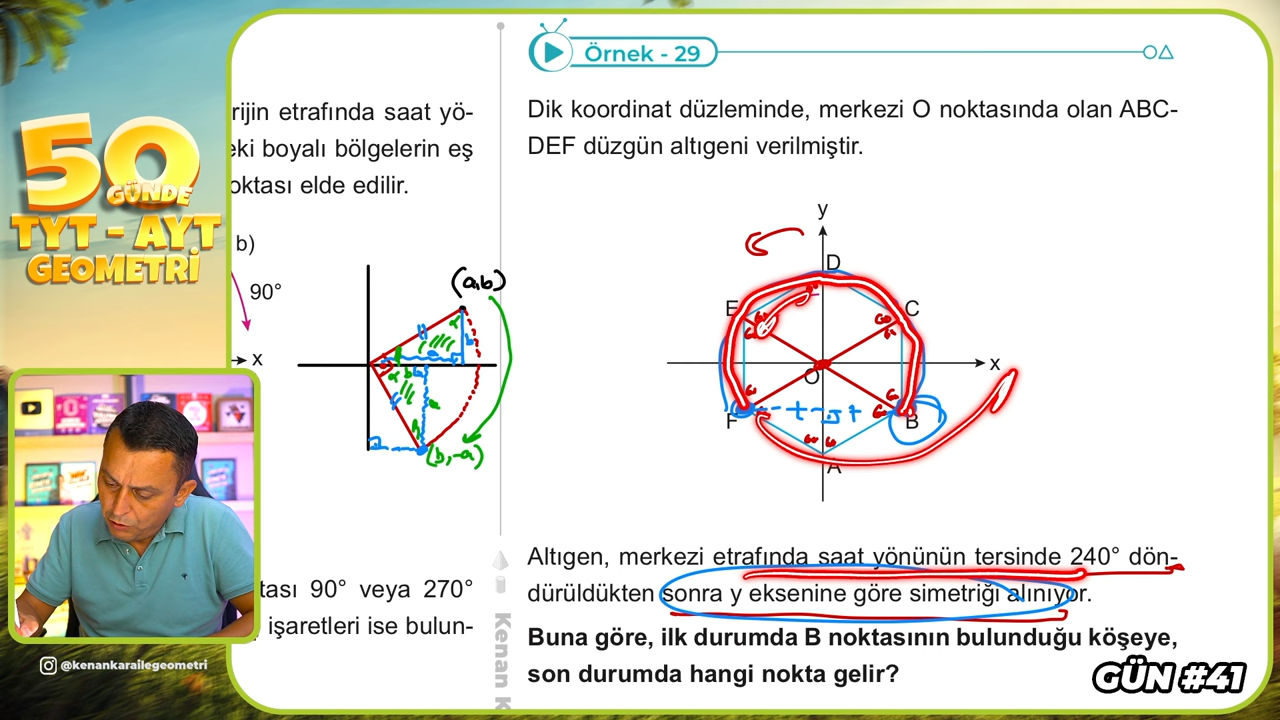 50
GÜNDE
TYT - AYT
GEOMETRİ
rijin etrafında saat yö-
eki boyalı bölgelerin eş
oktası elde edilir.
b)
90°
x
(a,b)
(b,-a)
tası 90° veya 270°
işaretleri ise bulun-
Kenan K
Örnek - 29
Dik koordinat düzleminde, merkezi O noktasında olan ABC-
DEF düzgün altıgeni verilmiştir.
y
D
E
C
x
O
F
B
A
Altıgen, merkezi etrafında saat yönünün tersinde 240° dön-
dürüldükten sonra y eksenine göre simetriği alınıyor.
Buna göre, ilk durumda B noktasının bulunduğu köşeye,
son durumda hangi nokta gelir?
@kenankarailegeometri
GÜN #41